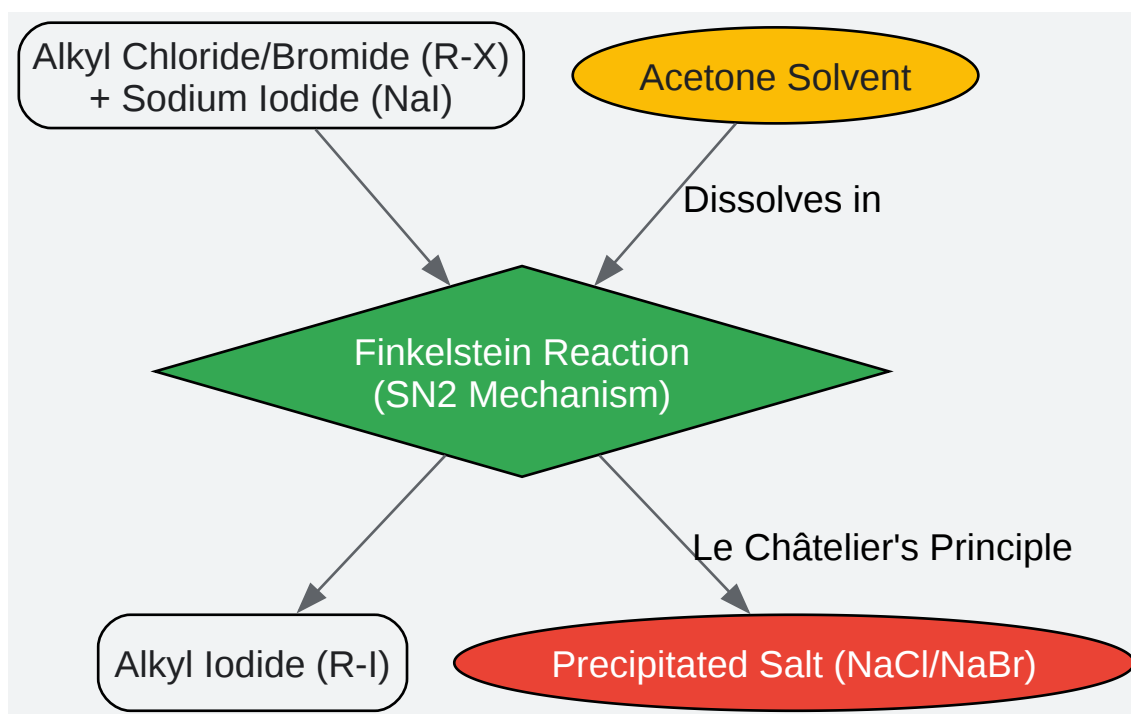 Alkyl Chloride/Bromide (R-X)
+ Sodium Iodide (NaI)
Acetone Solvent
Dissolves in
Finkelstein Reaction
(SN2 Mechanism)
Le Châtelier's Principle
Alkyl Iodide (R-I)
Precipitated Salt (NaCl/NaBr)